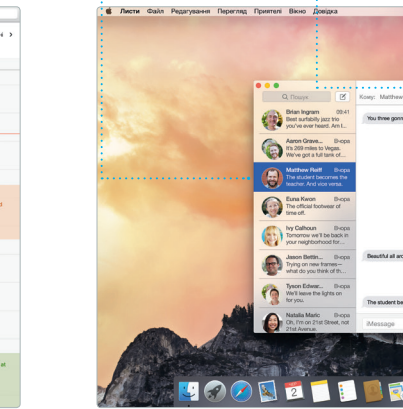 Листи Файл Редагування Перегляд Приятелі Вікно Довідка
Пошук
Кому: Matthew
Brian Ingram 09:41
Best surfabilly jazz trio
you've ever heard. Am I...
You three gonn
Aaron Grave... Вчора
It's 269 miles to Vegas.
We've got a full tank of...
Matthew Reiff Вчора
The student becomes the
teacher. And vice versa.
Euna Kwon Вчора
The official footwear of
time off.
Ivy Calhoun Вчора
Tomorrow we'll be back in
your neighborhood for...
Jason Bettin... Вчора
Trying on new frames—
what do you think of th...
Beautiful all aro
Tyson Edwar... Вчора
We'll leave the lights on
for you.
The student be
Natalia Maric Вчора
Oh, I'm on 21st Street, not
21st Avenue.
iMessage
2
at